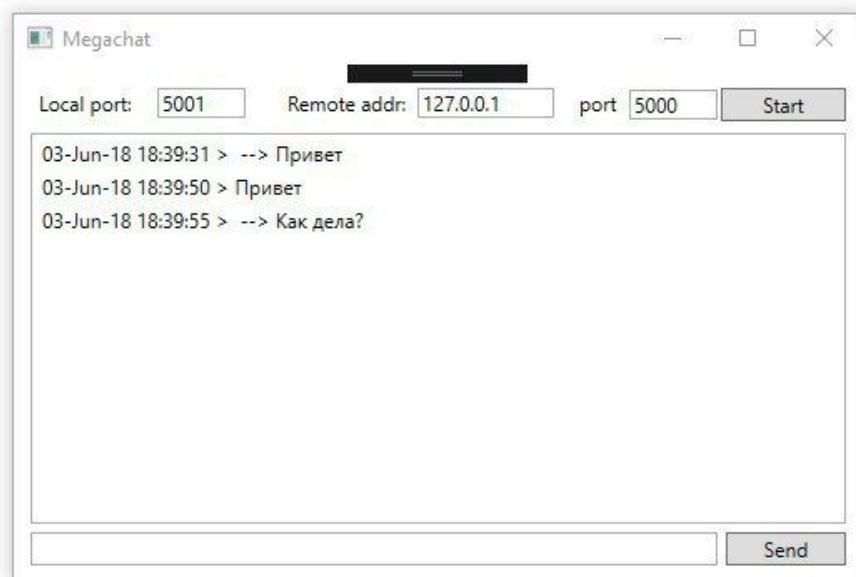 Megachat
Local port: 5001 Remote addr: 127.0.0.1 port 5000 Start
03-Jun-18 18:39:31 >  --> Привет
03-Jun-18 18:39:50 > Привет
03-Jun-18 18:39:55 >  --> Как дела?
Send